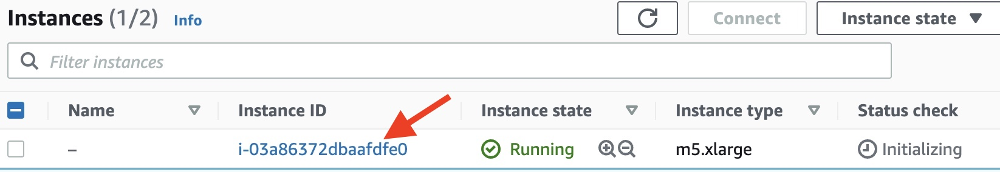 Instances (1/2) Info Connect Instance state
Filter instances
Name Instance ID Instance state Instance type Status check
– i-03a86372dbaafdfe0 Running m5.xlarge Initializing